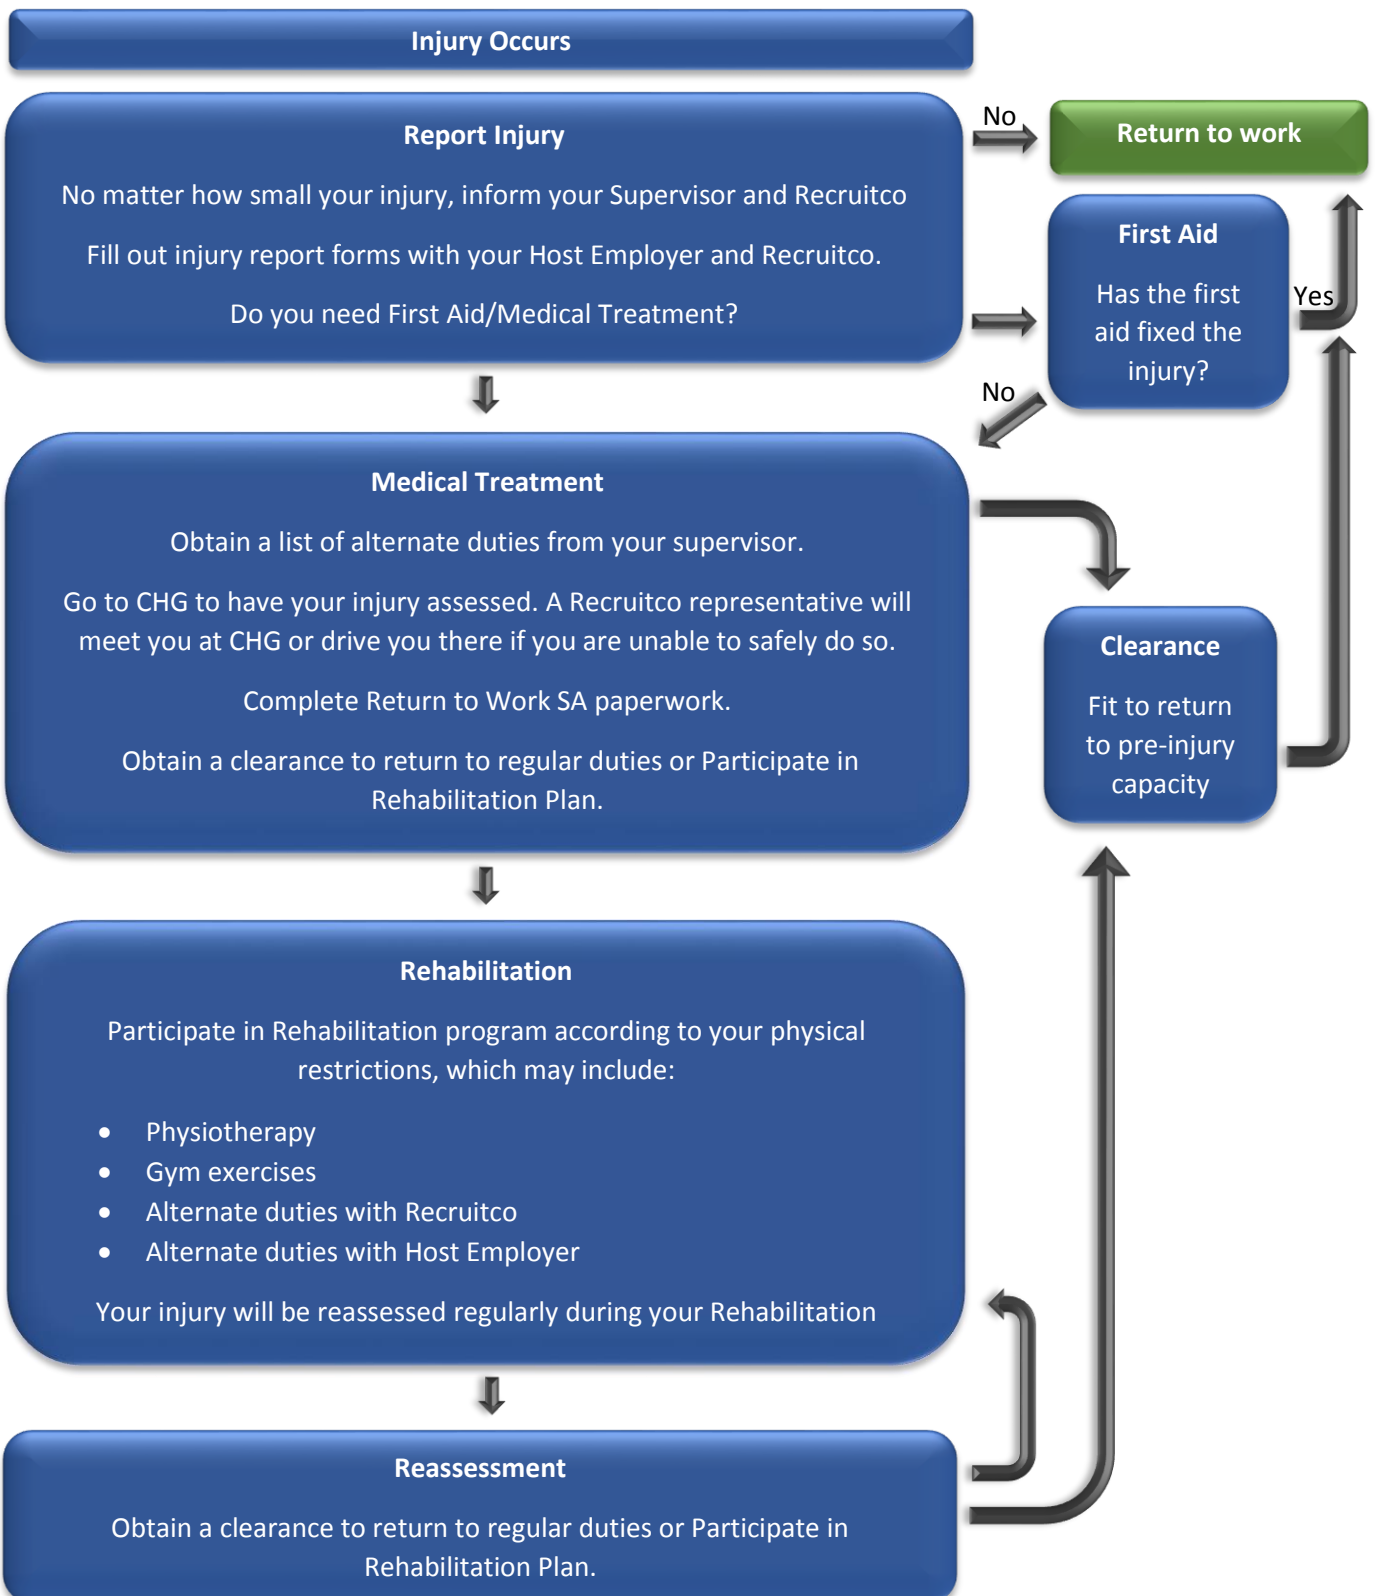 Injury Occurs
Report Injury
No matter how small your injury, inform your Supervisor and Recruitco
Fill out injury report forms with your Host Employer and Recruitco.
Do you need First Aid/Medical Treatment?
No
Return to work
First Aid
Has the first
aid fixed the
injury?
Yes
No
Medical Treatment
Obtain a list of alternate duties from your supervisor.
Go to CHG to have your injury assessed. A Recruitco representative will
meet you at CHG or drive you there if you are unable to safely do so.
Complete Return to Work SA paperwork.
Obtain a clearance to return to regular duties or Participate in
Rehabilitation Plan.
Clearance
Fit to return
to pre-injury
capacity
Rehabilitation
Participate in Rehabilitation program according to your physical
restrictions, which may include:
• Physiotherapy
• Gym exercises
• Alternate duties with Recruitco
• Alternate duties with Host Employer
Your injury will be reassessed regularly during your Rehabilitation
Reassessment
Obtain a clearance to return to regular duties or Participate in
Rehabilitation Plan.